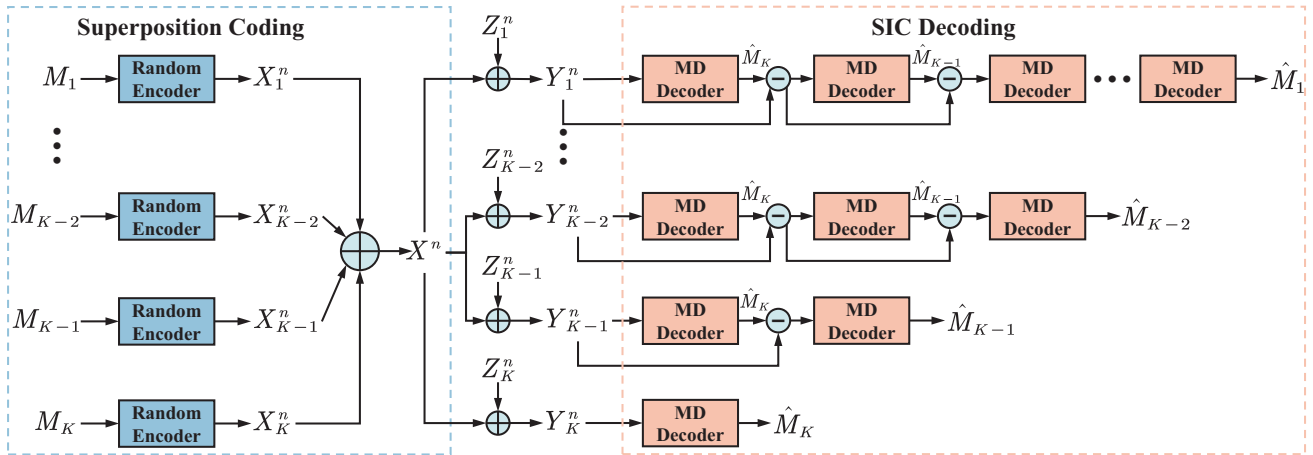 Superposition Coding
SIC Decoding
Z_1^n
M_1 Random Encoder X_1^n
Y_1^n MD Decoder M̂_K − MD Decoder M̂_{K−1} − MD Decoder ••• MD Decoder M̂_1
Z_{K−2}^n
M_{K−2} Random Encoder X_{K−2}^n
Y_{K−2}^n MD Decoder M̂_K − MD Decoder M̂_{K−1} − MD Decoder M̂_{K−2}
X^n
Z_{K−1}^n
M_{K−1} Random Encoder X_{K−1}^n
Y_{K−1}^n MD Decoder M̂_K − MD Decoder M̂_{K−1}
Z_K^n
M_K Random Encoder X_K^n
Y_K^n MD Decoder M̂_K